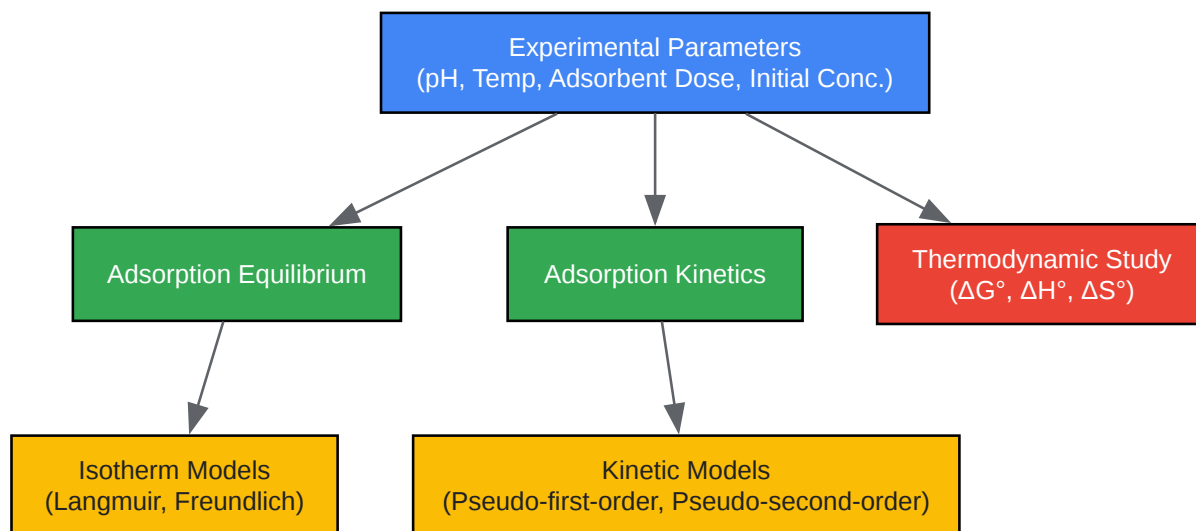 Experimental Parameters
(pH, Temp, Adsorbent Dose, Initial Conc.)
Adsorption Equilibrium
Adsorption Kinetics
Thermodynamic Study
(ΔG°, ΔH°, ΔS°)
Isotherm Models
(Langmuir, Freundlich)
Kinetic Models
(Pseudo-first-order, Pseudo-second-order)